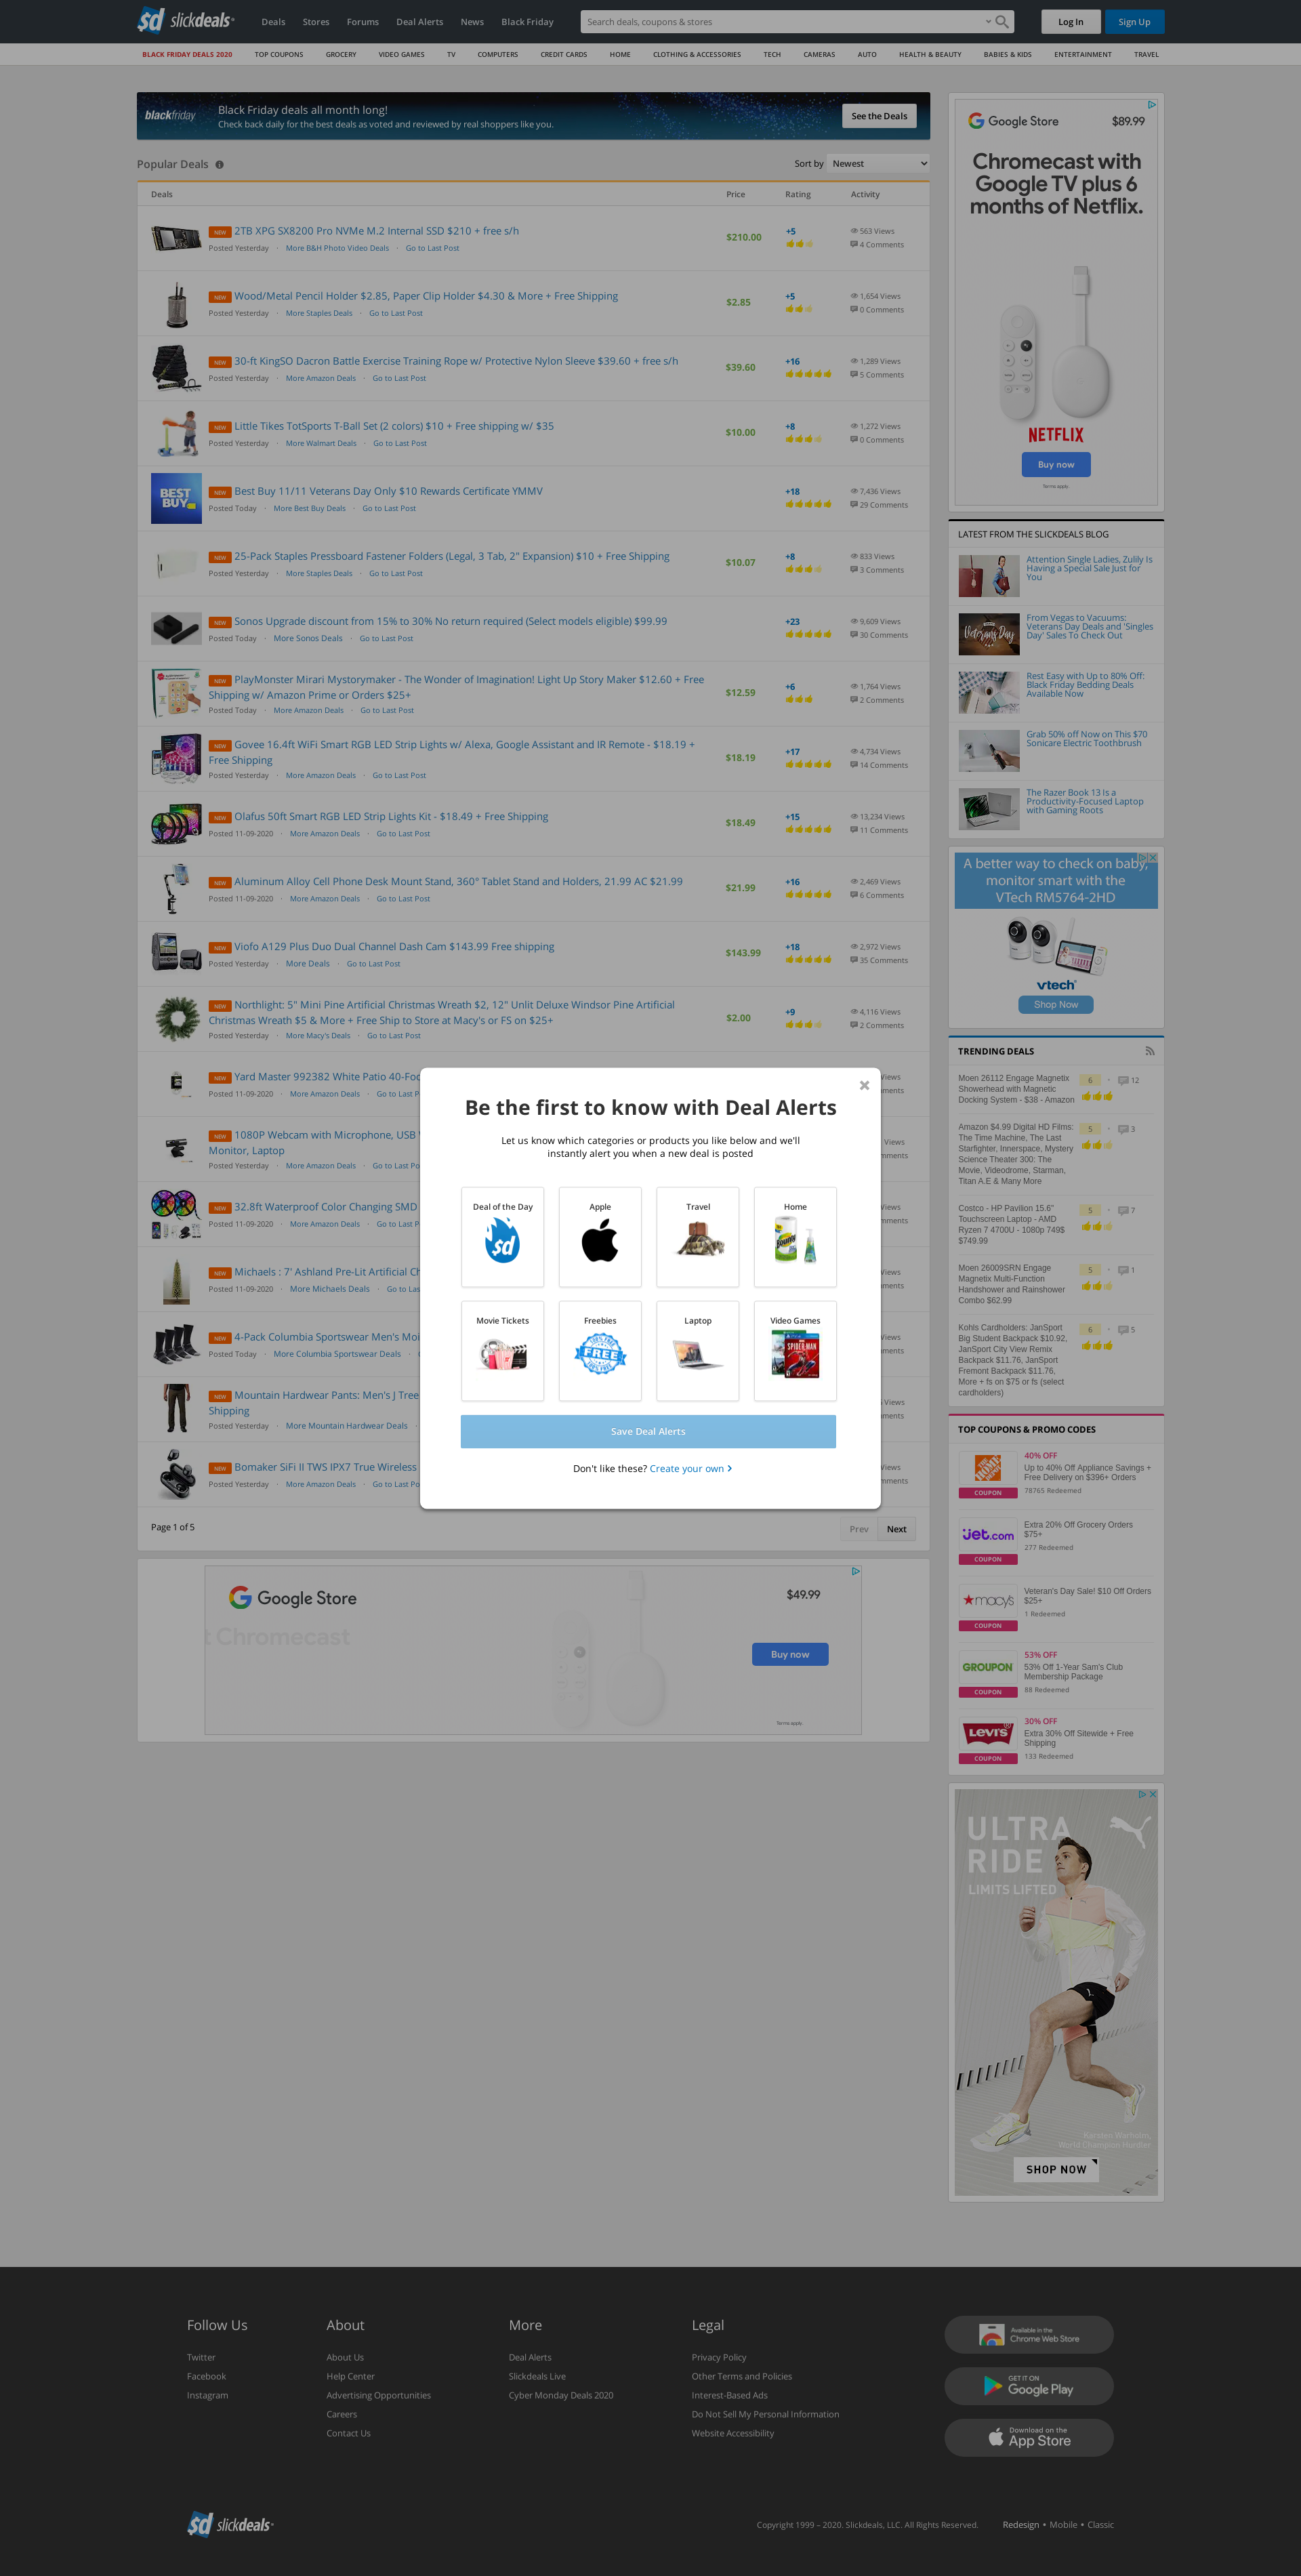 sd slickdeals
Deals Stores Forums Deal Alerts News Black Friday
Search deals, coupons & stores
Log In
Sign Up
BLACK FRIDAY DEALS 2020 TOP COUPONS GROCERY VIDEO GAMES TV COMPUTERS CREDIT CARDS HOME CLOTHING & ACCESSORIES TECH CAMERAS AUTO HEALTH & BEAUTY BABIES & KIDS ENTERTAINMENT TRAVEL
blackfriday
Black Friday deals all month long!
Check back daily for the best deals as voted and reviewed by real shoppers like you.
See the Deals
Popular Deals
Sort by Newest
Deals Price Rating Activity
NEW 2TB XPG SX8200 Pro NVMe M.2 Internal SSD $210 + free s/h
Posted Yesterday · More B&H Photo Video Deals · Go to Last Post
$210.00 +5 563 Views
4 Comments
NEW Wood/Metal Pencil Holder $2.85, Paper Clip Holder $4.30 & More + Free Shipping
Posted Yesterday · More Staples Deals · Go to Last Post
$2.85 +5 1,654 Views
0 Comments
NEW 30-ft KingSO Dacron Battle Exercise Training Rope w/ Protective Nylon Sleeve $39.60 + free s/h
Posted Yesterday · More Amazon Deals · Go to Last Post
$39.60 +16 1,289 Views
5 Comments
NEW Little Tikes TotSports T-Ball Set (2 colors) $10 + Free shipping w/ $35
Posted Yesterday · More Walmart Deals · Go to Last Post
$10.00 +8 1,272 Views
0 Comments
BEST BUY
NEW Best Buy 11/11 Veterans Day Only $10 Rewards Certificate YMMV
Posted Today · More Best Buy Deals · Go to Last Post
+18 7,436 Views
29 Comments
NEW 25-Pack Staples Pressboard Fastener Folders (Legal, 3 Tab, 2" Expansion) $10 + Free Shipping
Posted Yesterday · More Staples Deals · Go to Last Post
$10.07 +8 833 Views
3 Comments
NEW Sonos Upgrade discount from 15% to 30% No return required (Select models eligible) $99.99
Posted Today · More Sonos Deals · Go to Last Post
+23 9,609 Views
30 Comments
NEW PlayMonster Mirari Mystorymaker - The Wonder of Imagination! Light Up Story Maker $12.60 + Free
Shipping w/ Amazon Prime or Orders $25+
Posted Today · More Amazon Deals · Go to Last Post
$12.59 +6 1,764 Views
2 Comments
NEW Govee 16.4ft WiFi Smart RGB LED Strip Lights w/ Alexa, Google Assistant and IR Remote - $18.19 +
Free Shipping
Posted Yesterday · More Amazon Deals · Go to Last Post
$18.19 +17 4,734 Views
14 Comments
NEW Olafus 50ft Smart RGB LED Strip Lights Kit - $18.49 + Free Shipping
Posted 11-09-2020 · More Amazon Deals · Go to Last Post
$18.49 +15 13,234 Views
11 Comments
NEW Aluminum Alloy Cell Phone Desk Mount Stand, 360° Tablet Stand and Holders, 21.99 AC $21.99
Posted 11-09-2020 · More Amazon Deals · Go to Last Post
$21.99 +16 2,469 Views
6 Comments
NEW Viofo A129 Plus Duo Dual Channel Dash Cam $143.99 Free shipping
Posted Yesterday · More Deals · Go to Last Post
$143.99 +18 2,972 Views
35 Comments
NEW Northlight: 5" Mini Pine Artificial Christmas Wreath $2, 12" Unlit Deluxe Windsor Pine Artificial
Christmas Wreath $5 & More + Free Ship to Store at Macy's or FS on $25+
Posted Yesterday · More Macy's Deals · Go to Last Post
$2.00 +9 4,116 Views
2 Comments
NEW Yard Master 992382 White Patio 40-Foo
Posted 11-09-2020 · More Amazon Deals · Go to Last P
Views
NEW 1080P Webcam with Microphone, USB
Monitor, Laptop
Posted Yesterday · More Amazon Deals · Go to Last Po
Views
NEW 32.8ft Waterproof Color Changing SMD
Posted 11-09-2020 · More Amazon Deals · Go to Last P
Views
NEW Michaels : 7' Ashland Pre-Lit Artificial Ch
Posted 11-09-2020 · More Michaels Deals · Go to Las
Views
NEW 4-Pack Columbia Sportswear Men's Moi
Posted Today · More Columbia Sportswear Deals ·
Views
NEW Mountain Hardwear Pants: Men's J Tree
Shipping
Posted Yesterday · More Mountain Hardwear Deals ·
Views
NEW Bomaker SiFi II TWS IPX7 True Wireless
Posted Yesterday · More Amazon Deals · Go to Last Po
Views
Page 1 of 5
Prev Next
Be the first to know with Deal Alerts
Let us know which categories or products you like below and we'll
instantly alert you when a new deal is posted
Deal of the Day Apple Travel Home
sd
Bounty
Movie Tickets Freebies Laptop Video Games
FREE
SPIDER-MAN
Save Deal Alerts
Don't like these? Create your own
Google Store
$49.99
t Chromecast
Buy now
Terms apply.
Google Store $89.99
Chromecast with
Google TV plus 6
months of Netflix.
NETFLIX
Buy now
Terms apply.
LATEST FROM THE SLICKDEALS BLOG
Attention Single Ladies, Zulily Is
Having a Special Sale Just for
You
Veterans Day
From Vegas to Vacuums:
Veterans Day Deals and 'Singles
Day' Sales To Check Out
Rest Easy with Up to 80% Off:
Black Friday Bedding Deals
Available Now
Grab 50% off Now on This $70
Sonicare Electric Toothbrush
The Razer Book 13 Is a
Productivity-Focused Laptop
with Gaming Roots
A better way to check on baby,
monitor smart with the
VTech RM5764-2HD
vtech
Shop Now
TRENDING DEALS
Moen 26112 Engage Magnetix
Showerhead with Magnetic
Docking System - $38 - Amazon
6 · 12
Amazon $4.99 Digital HD Films:
The Time Machine, The Last
Starfighter, Innerspace, Mystery
Science Theater 300: The
Movie, Videodrome, Starman,
Titan A.E & Many More
5 · 3
Costco - HP Pavilion 15.6"
Touchscreen Laptop - AMD
Ryzen 7 4700U - 1080p 749$
$749.99
5 · 7
Moen 26009SRN Engage
Magnetix Multi-Function
Handshower and Rainshower
Combo $62.99
5 · 1
Kohls Cardholders: JanSport
Big Student Backpack $10.92,
JanSport City View Remix
Backpack $11.76, JanSport
Fremont Backpack $11.76,
More + fs on $75 or fs (select
cardholders)
6 · 5
TOP COUPONS & PROMO CODES
COUPON
40% OFF
Up to 40% Off Appliance Savings +
Free Delivery on $396+ Orders
78765 Redeemed
jet.com
COUPON
Extra 20% Off Grocery Orders
$75+
277 Redeemed
macy's
COUPON
Veteran's Day Sale! $10 Off Orders
$25+
1 Redeemed
GROUPON
COUPON
53% OFF
53% Off 1-Year Sam's Club
Membership Package
88 Redeemed
LEVI'S
COUPON
30% OFF
Extra 30% Off Sitewide + Free
Shipping
133 Redeemed
ULTRA
RIDE
LIMITS LIFTED
Karsten Warholm,
World Champion Hurdler
SHOP NOW
Follow Us
Twitter
Facebook
Instagram
About
About Us
Help Center
Advertising Opportunities
Careers
Contact Us
More
Deal Alerts
Slickdeals Live
Cyber Monday Deals 2020
Legal
Privacy Policy
Other Terms and Policies
Interest-Based Ads
Do Not Sell My Personal Information
Website Accessibility
Available in the
Chrome Web Store
GET IT ON
Google Play
Download on the
App Store
sd slickdeals
Copyright 1999 – 2020. Slickdeals, LLC. All Rights Reserved.
Redesign • Mobile • Classic